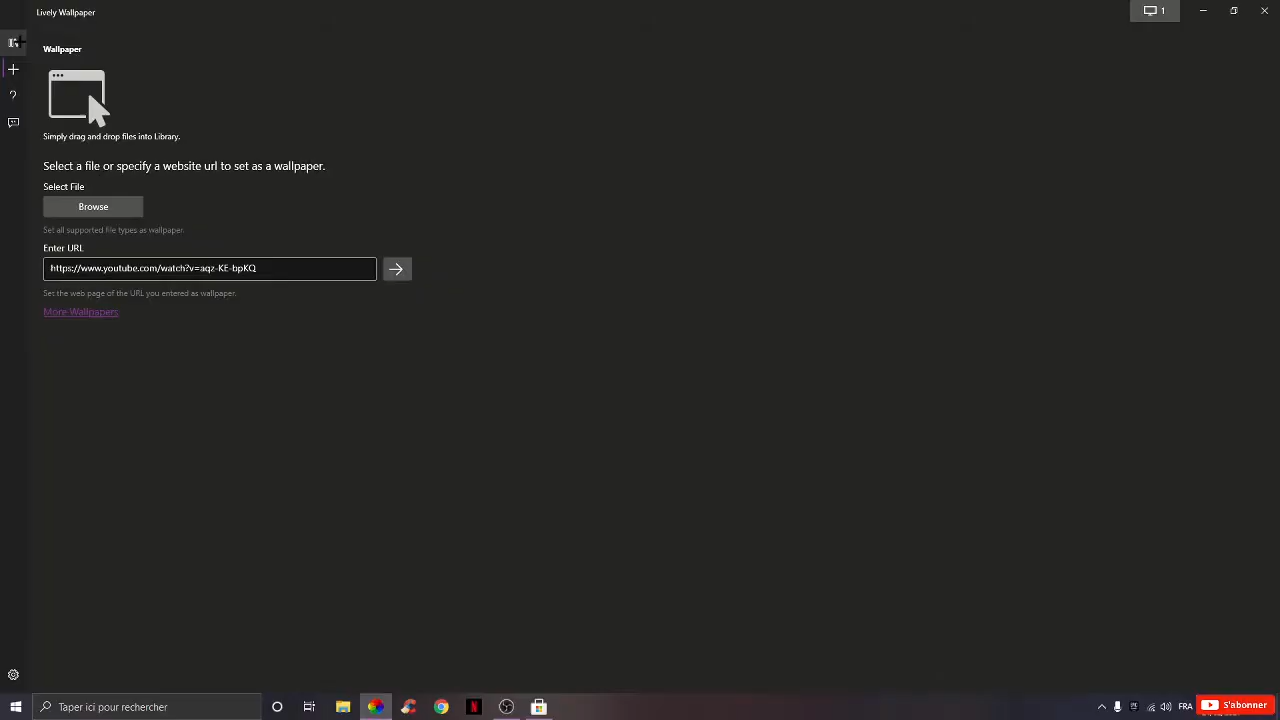 Lively Wallpaper
1
Wallpaper
Simply drag and drop files into Library.
Select a file or specify a website url to set as a wallpaper.
Select File
Browse
Set all supported file types as wallpaper.
Enter URL
https://www.youtube.com/watch?v=aqz-KE-bpKQ
Set the web page of the URL you entered as wallpaper.
More Wallpapers
Taper ici pour rechercher
N
FRA
S'abonner